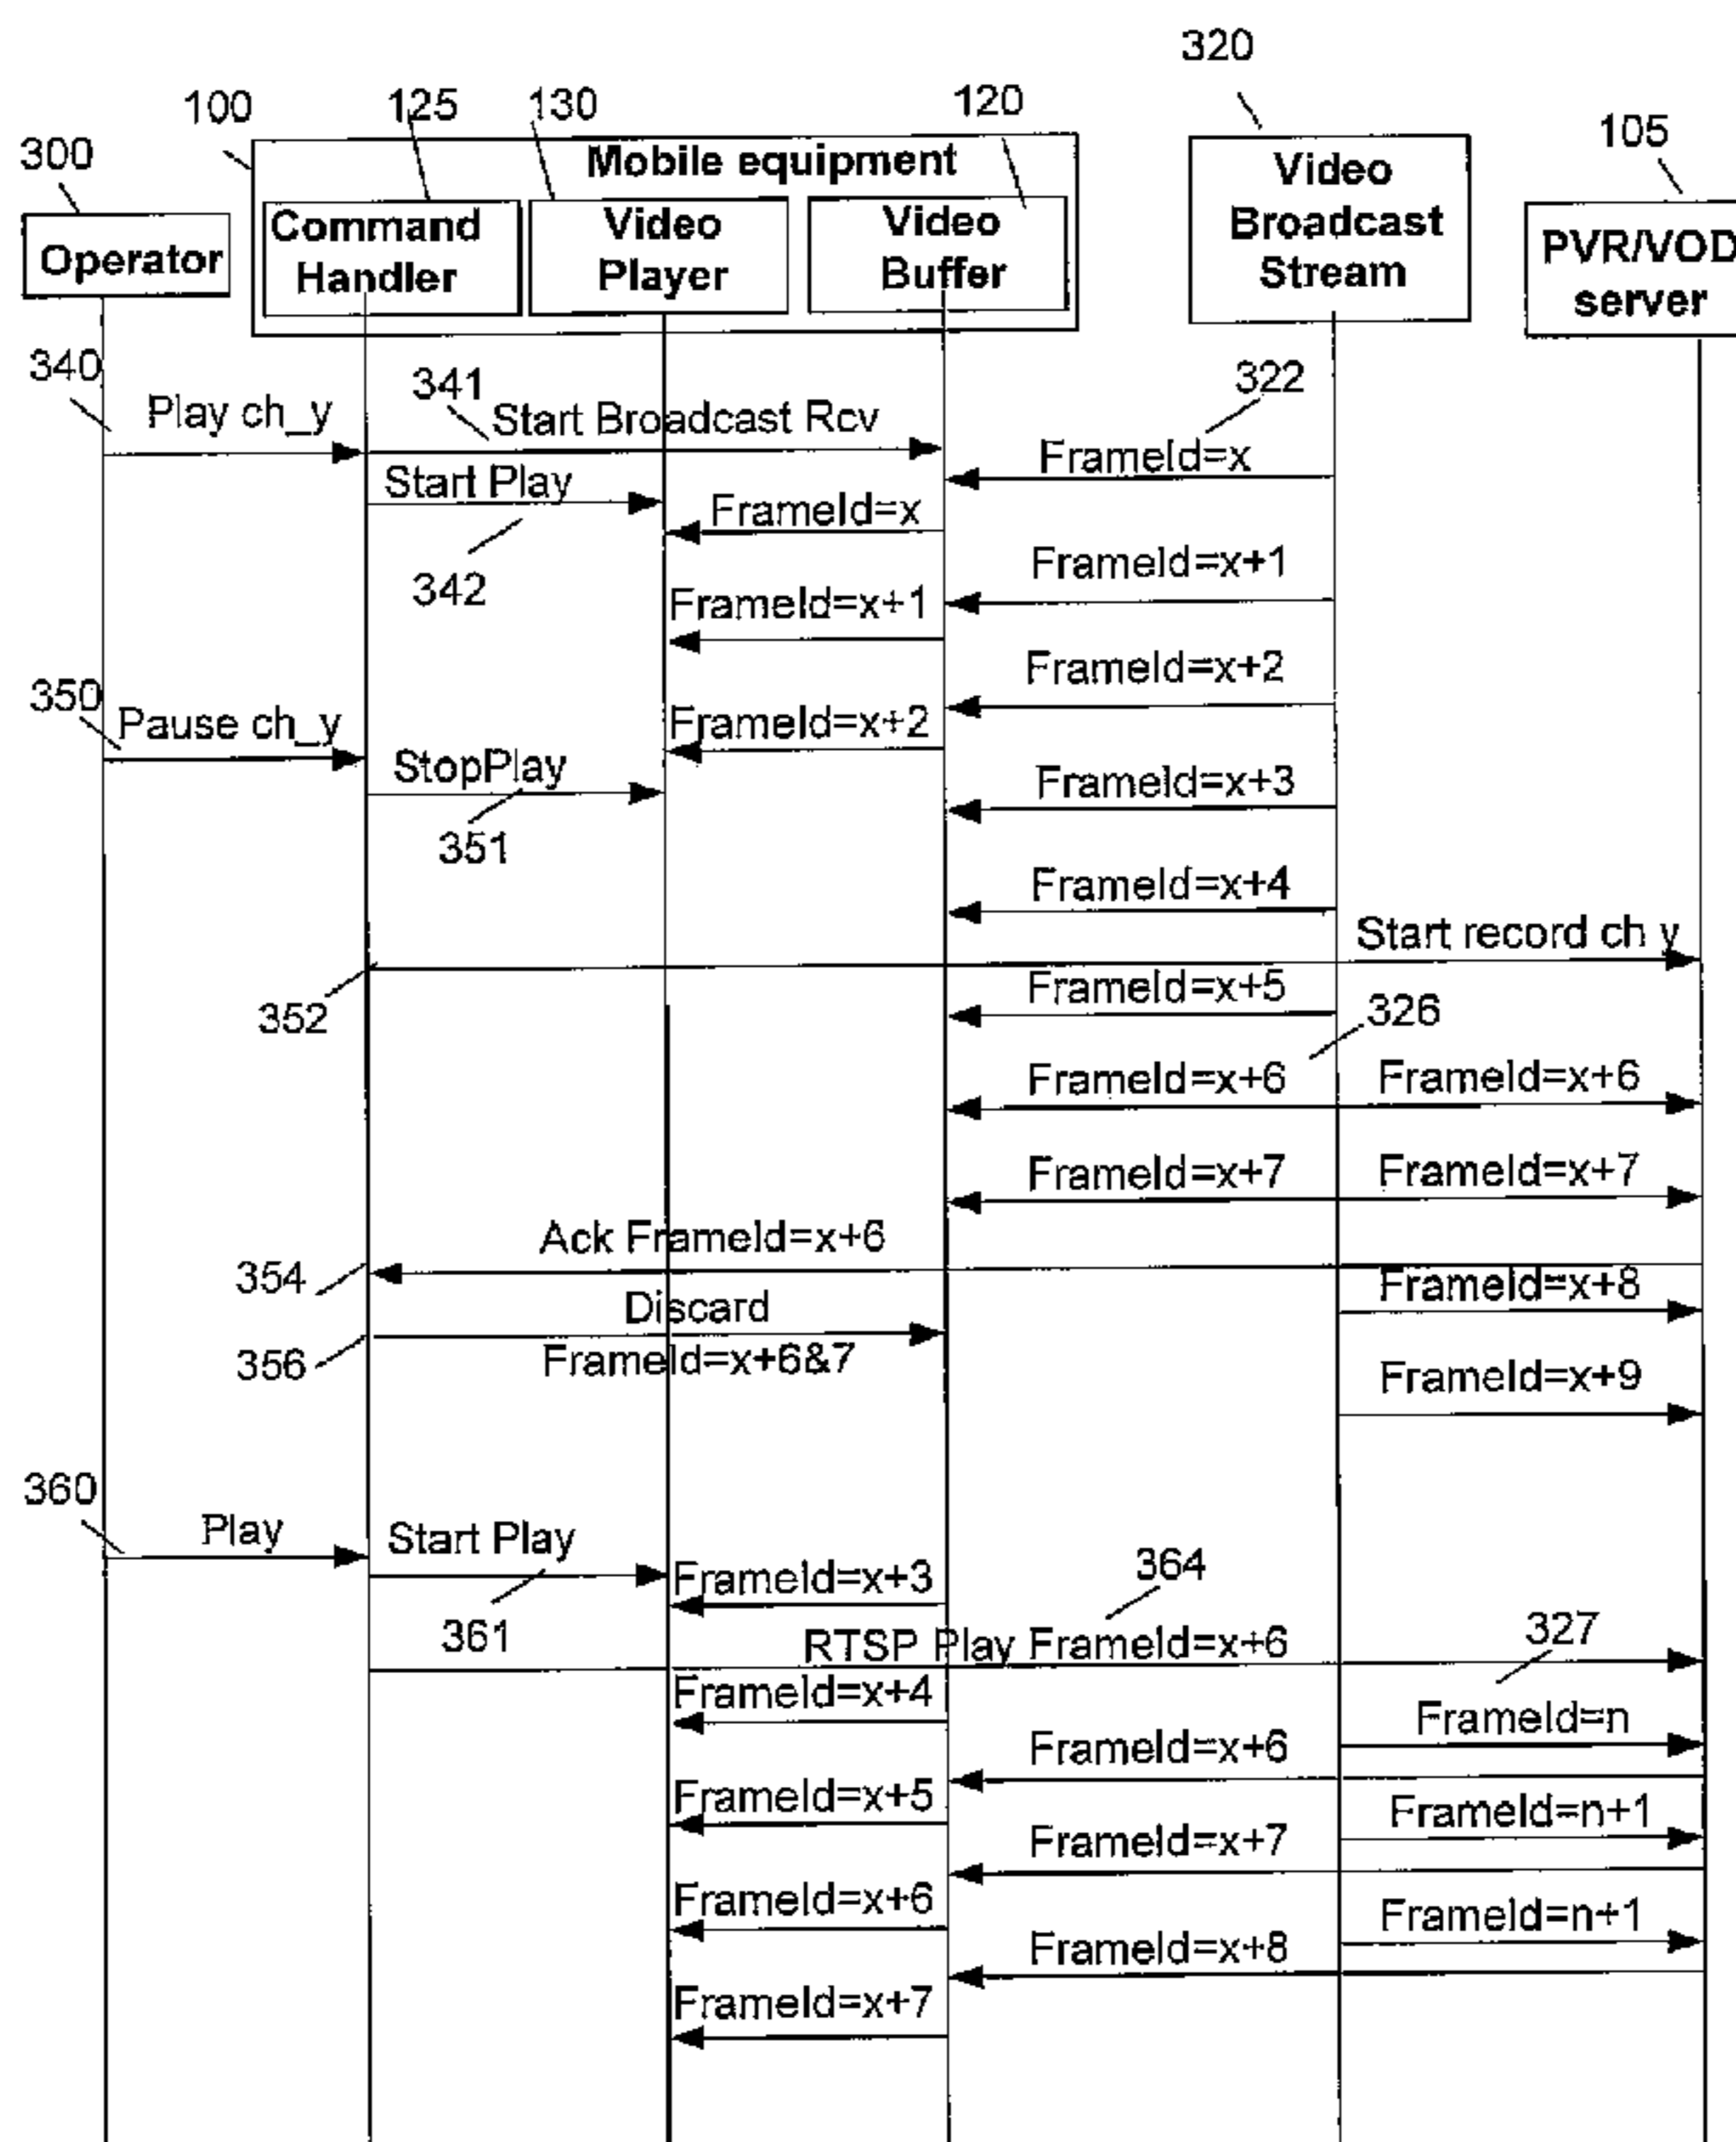 320
100
125
130
120
105
300
Mobile equipment
Operator
Command
Handler
Video
Player
Video
Buffer
Video
Broadcast
Stream
PVR/VOD
server
340
Play ch_y
341
Start Broadcast Rcv
322
FrameId=x
Start Play
FrameId=x
342
FrameId=x+1
FrameId=x+1
FrameId=x+2
350
Pause ch_y
FrameId=x+2
StopPlay
FrameId=x+3
351
FrameId=x+4
Start record ch y
352
FrameId=x+5
326
FrameId=x+6
FrameId=x+6
FrameId=x+7
FrameId=x+7
Ack FrameId=x+6
354
FrameId=x+8
Discard
FrameId=x+6&7
356
FrameId=x+9
360
Play
Start Play
364
FrameId=x+3
361
RTSP Play FrameId=x+6
327
FrameId=x+4
FrameId=n
FrameId=x+6
FrameId=x+5
FrameId=n+1
FrameId=x+7
FrameId=x+6
FrameId=n+1
FrameId=x+8
FrameId=x+7